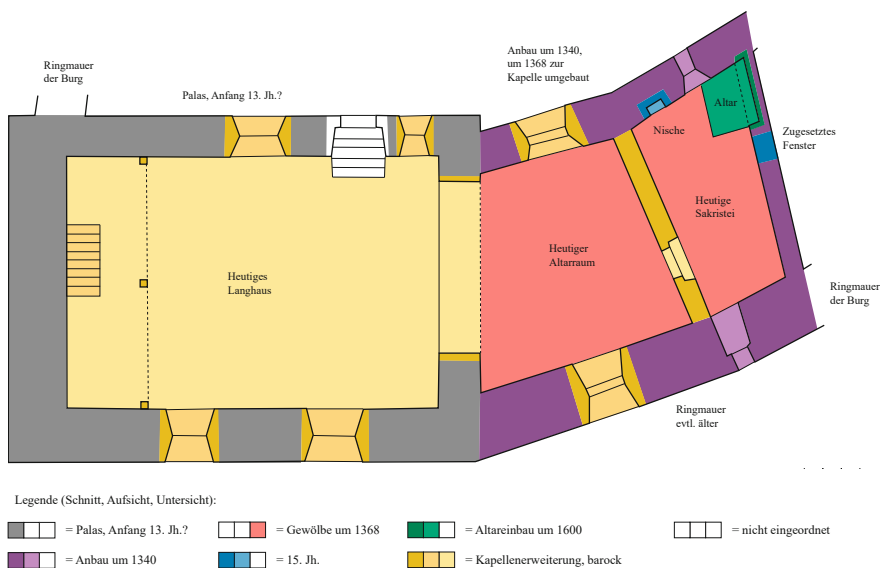 Ringmauer
der Burg
Palas, Anfang 13. Jh.?
Anbau um 1340,
um 1368 zur
Kapelle umgebaut
Altar
Nische
Zugesetztes
Fenster
Heutige
Sakristei
Heutiges
Langhaus
Heutiger
Altarraum
Ringmauer
der Burg
Ringmauer
evtl. älter
Legende (Schnitt, Aufsicht, Untersicht):
= Palas, Anfang 13. Jh.?
= Gewölbe um 1368
= Altareinbau um 1600
= nicht eingeordnet
= Anbau um 1340
= 15. Jh.
= Kapellenerweiterung, barock